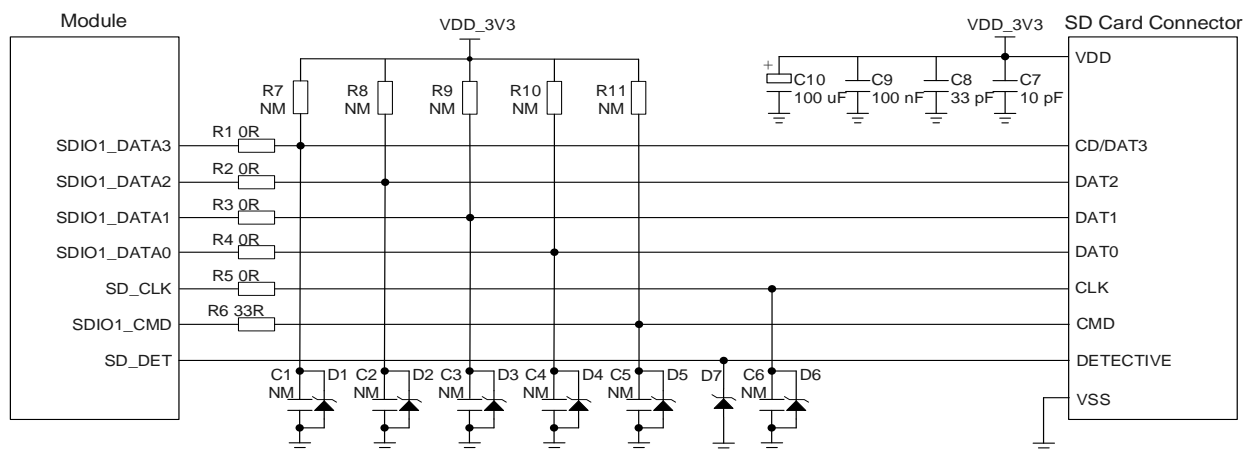 Module
VDD_3V3
VDD_3V3
SD Card Connector
R7 NM
R8 NM
R9 NM
R10 NM
R11 NM
+
C10 100 uF
C9 100 nF
C8 33 pF
C7 10 pF
VDD
SDIO1_DATA3
R1 0R
CD/DAT3
SDIO1_DATA2
R2 0R
DAT2
SDIO1_DATA1
R3 0R
DAT1
SDIO1_DATA0
R4 0R
DAT0
SD_CLK
R5 0R
CLK
SDIO1_CMD
R6 33R
CMD
SD_DET
DETECTIVE
C1 NM
D1
C2 NM
D2
C3 NM
D3
C4 NM
D4
C5 NM
D5
D7
C6 NM
D6
VSS